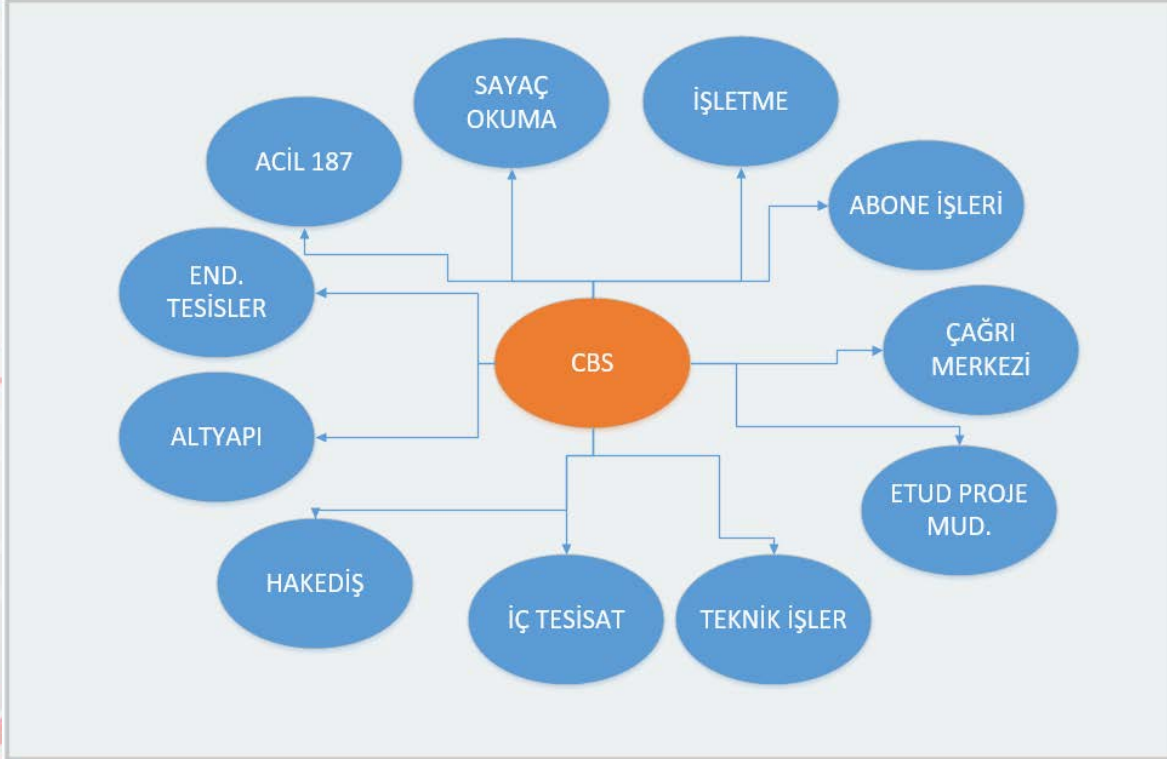 SAYAÇ
OKUMA
İŞLETME
ACİL 187
ABONE İŞLERİ
END.
TESİSLER
ÇAĞRI
MERKEZİ
CBS
ALTYAPI
ETUD PROJE
MUD.
HAKEDİŞ
İÇ TESİSAT
TEKNİK İŞLER